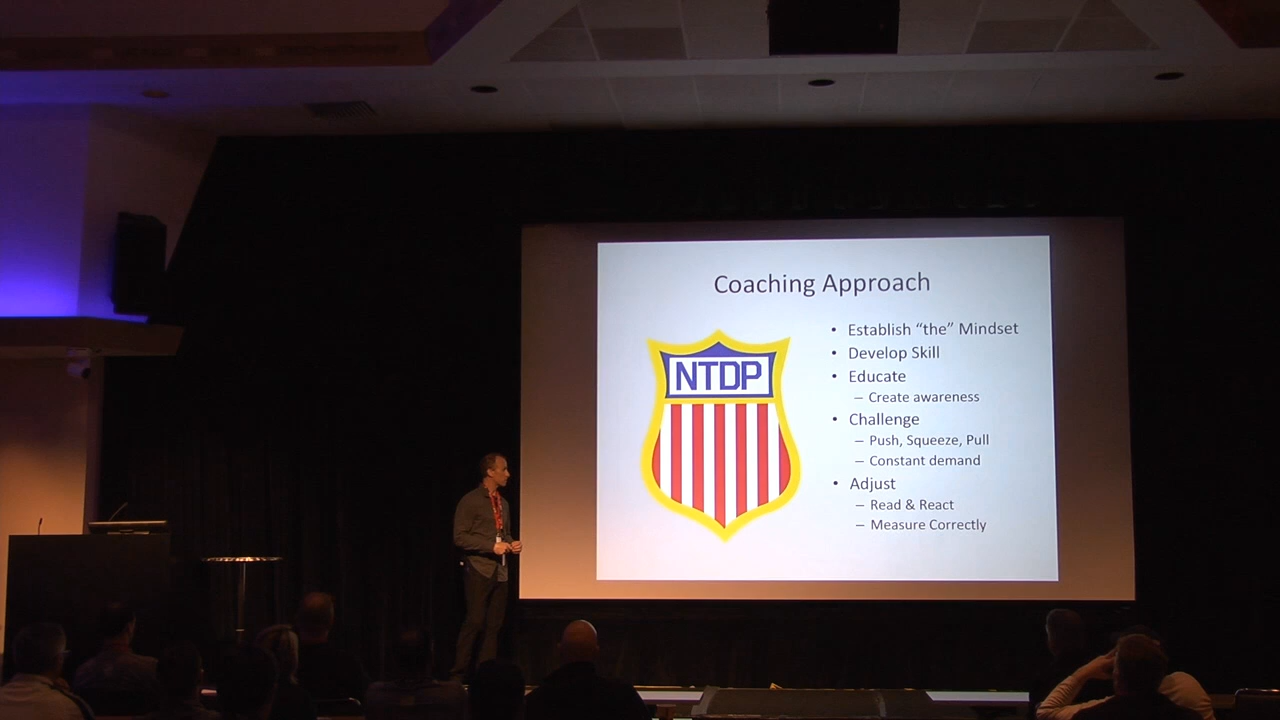 Coaching Approach
NTDP
• Establish “the” Mindset
• Develop Skill
• Educate
– Create awareness
• Challenge
– Push, Squeeze, Pull
– Constant demand
• Adjust
– Read & React
– Measure Correctly